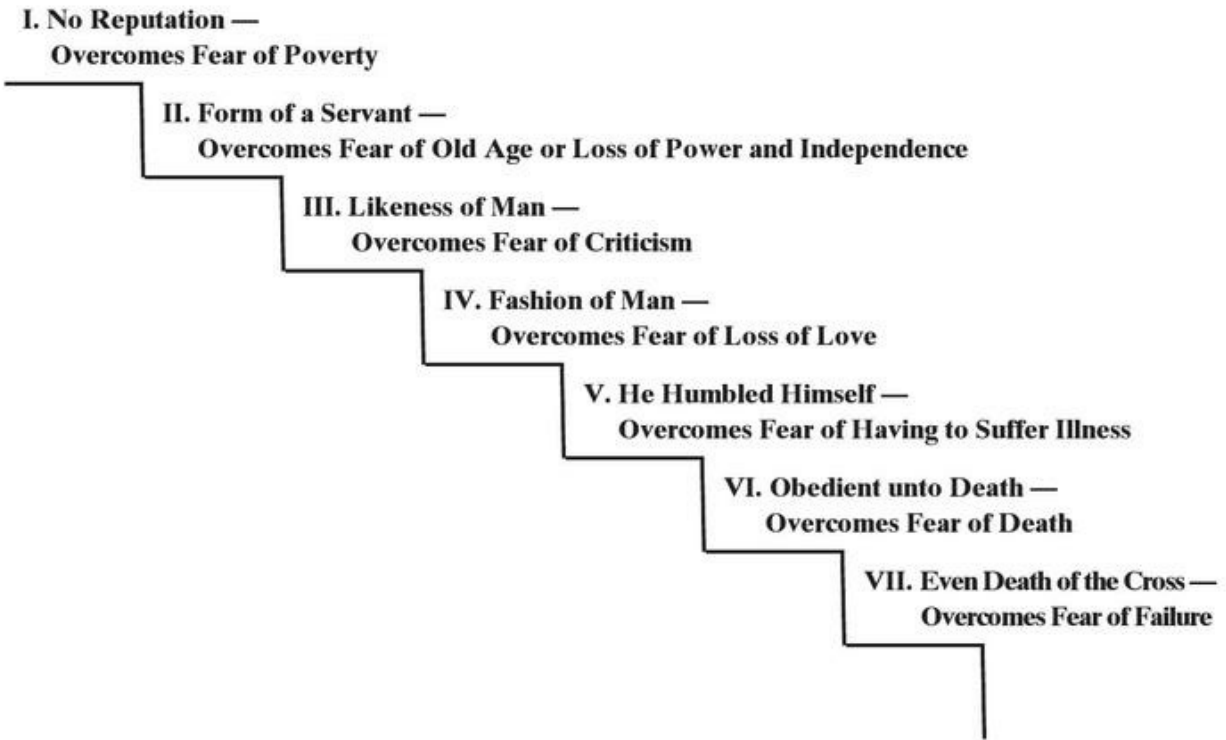 I. No Reputation —
Overcomes Fear of Poverty
II. Form of a Servant —
Overcomes Fear of Old Age or Loss of Power and Independence
III. Likeness of Man —
Overcomes Fear of Criticism
IV. Fashion of Man —
Overcomes Fear of Loss of Love
V. He Humbled Himself —
Overcomes Fear of Having to Suffer Illness
VI. Obedient unto Death —
Overcomes Fear of Death
VII. Even Death of the Cross —
Overcomes Fear of Failure